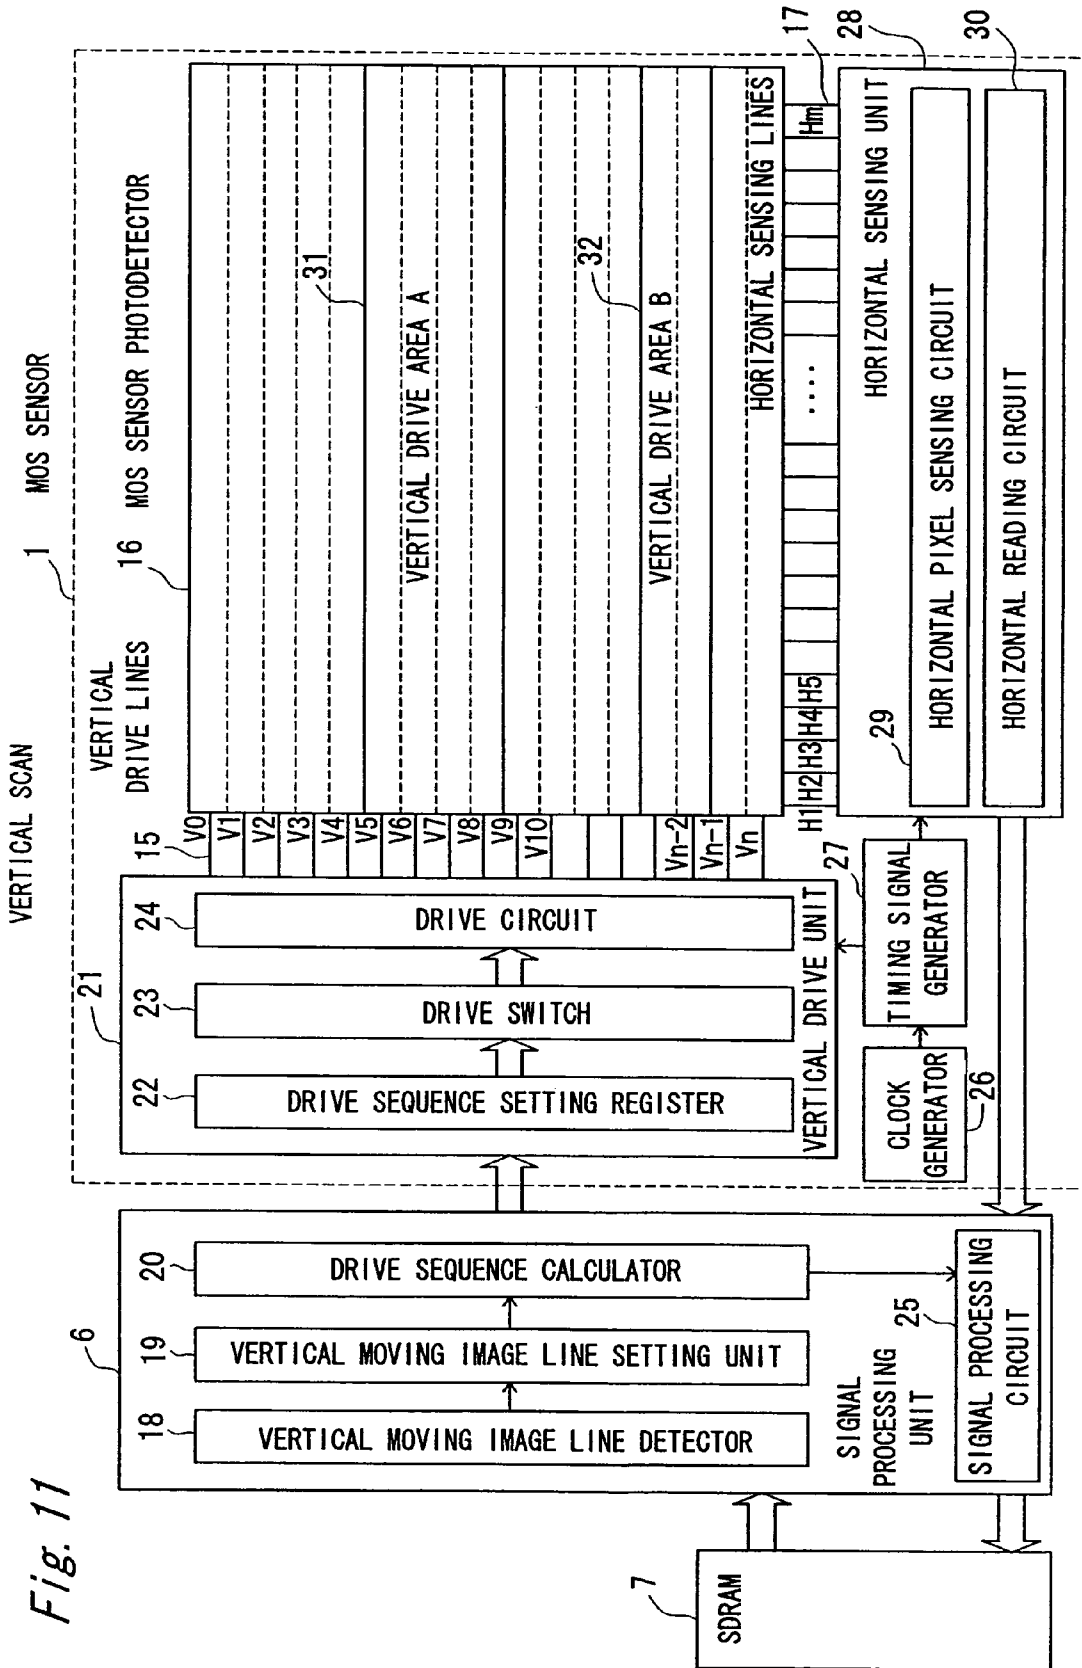 Fig. 11
VERTICAL SCAN
1 MOS SENSOR
VERTICAL
DRIVE LINES
16 MOS SENSOR PHOTODETECTOR
15
6
18
VERTICAL MOVING IMAGE LINE DETECTOR
19
VERTICAL MOVING IMAGE LINE SETTING UNIT
20
DRIVE SEQUENCE CALCULATOR
SIGNAL
PROCESSING
UNIT
25
SIGNAL PROCESSING
CIRCUIT
7
SDRAM
21
22
DRIVE SEQUENCE SETTING REGISTER
23
DRIVE SWITCH
24
DRIVE CIRCUIT
VERTICAL DRIVE UNIT
V0
V1
V2
V3
V4
V5
V6
V7
V8
V9
V10
Vn-2
Vn-1
Vn
31
VERTICAL DRIVE AREA A
32
VERTICAL DRIVE AREA B
HORIZONTAL SENSING LINES
H1 H2 H3 H4 H5 .... Hm
17
CLOCK
GENERATOR
26
TIMING SIGNAL
GENERATOR
27
28
HORIZONTAL SENSING UNIT
29
HORIZONTAL PIXEL SENSING CIRCUIT
30
HORIZONTAL READING CIRCUIT